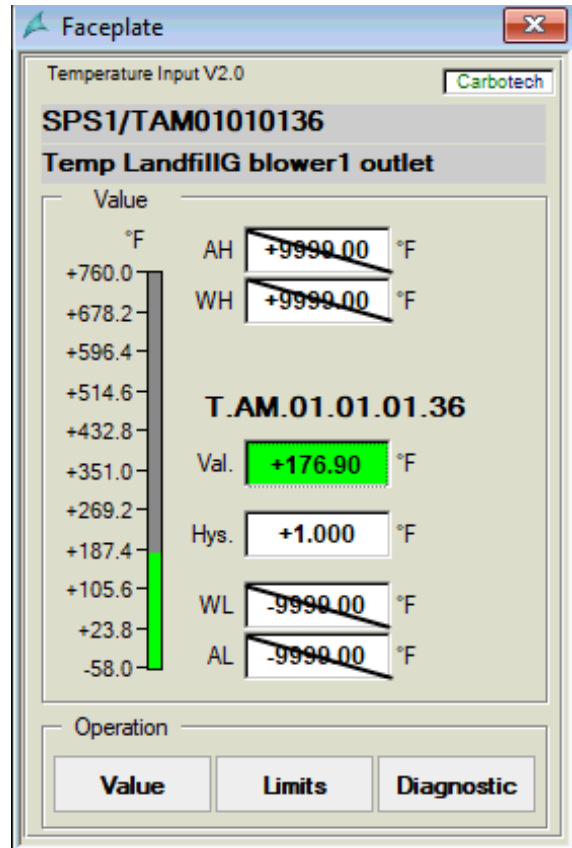 Faceplate
Temperature Input V2.0
Carbotech
SPS1/TAM01010136
Temp LandfillG blower1 outlet
Value
°F
+760.0
+678.2
+596.4
+514.6
+432.8
+351.0
+269.2
+187.4
+105.6
+23.8
-58.0
AH +9999.00 °F
WH +9999.00 °F
T.AM.01.01.01.36
Val. +176.90 °F
Hys. +1.000 °F
WL -9999.00 °F
AL -9999.00 °F
Operation
Value Limits Diagnostic